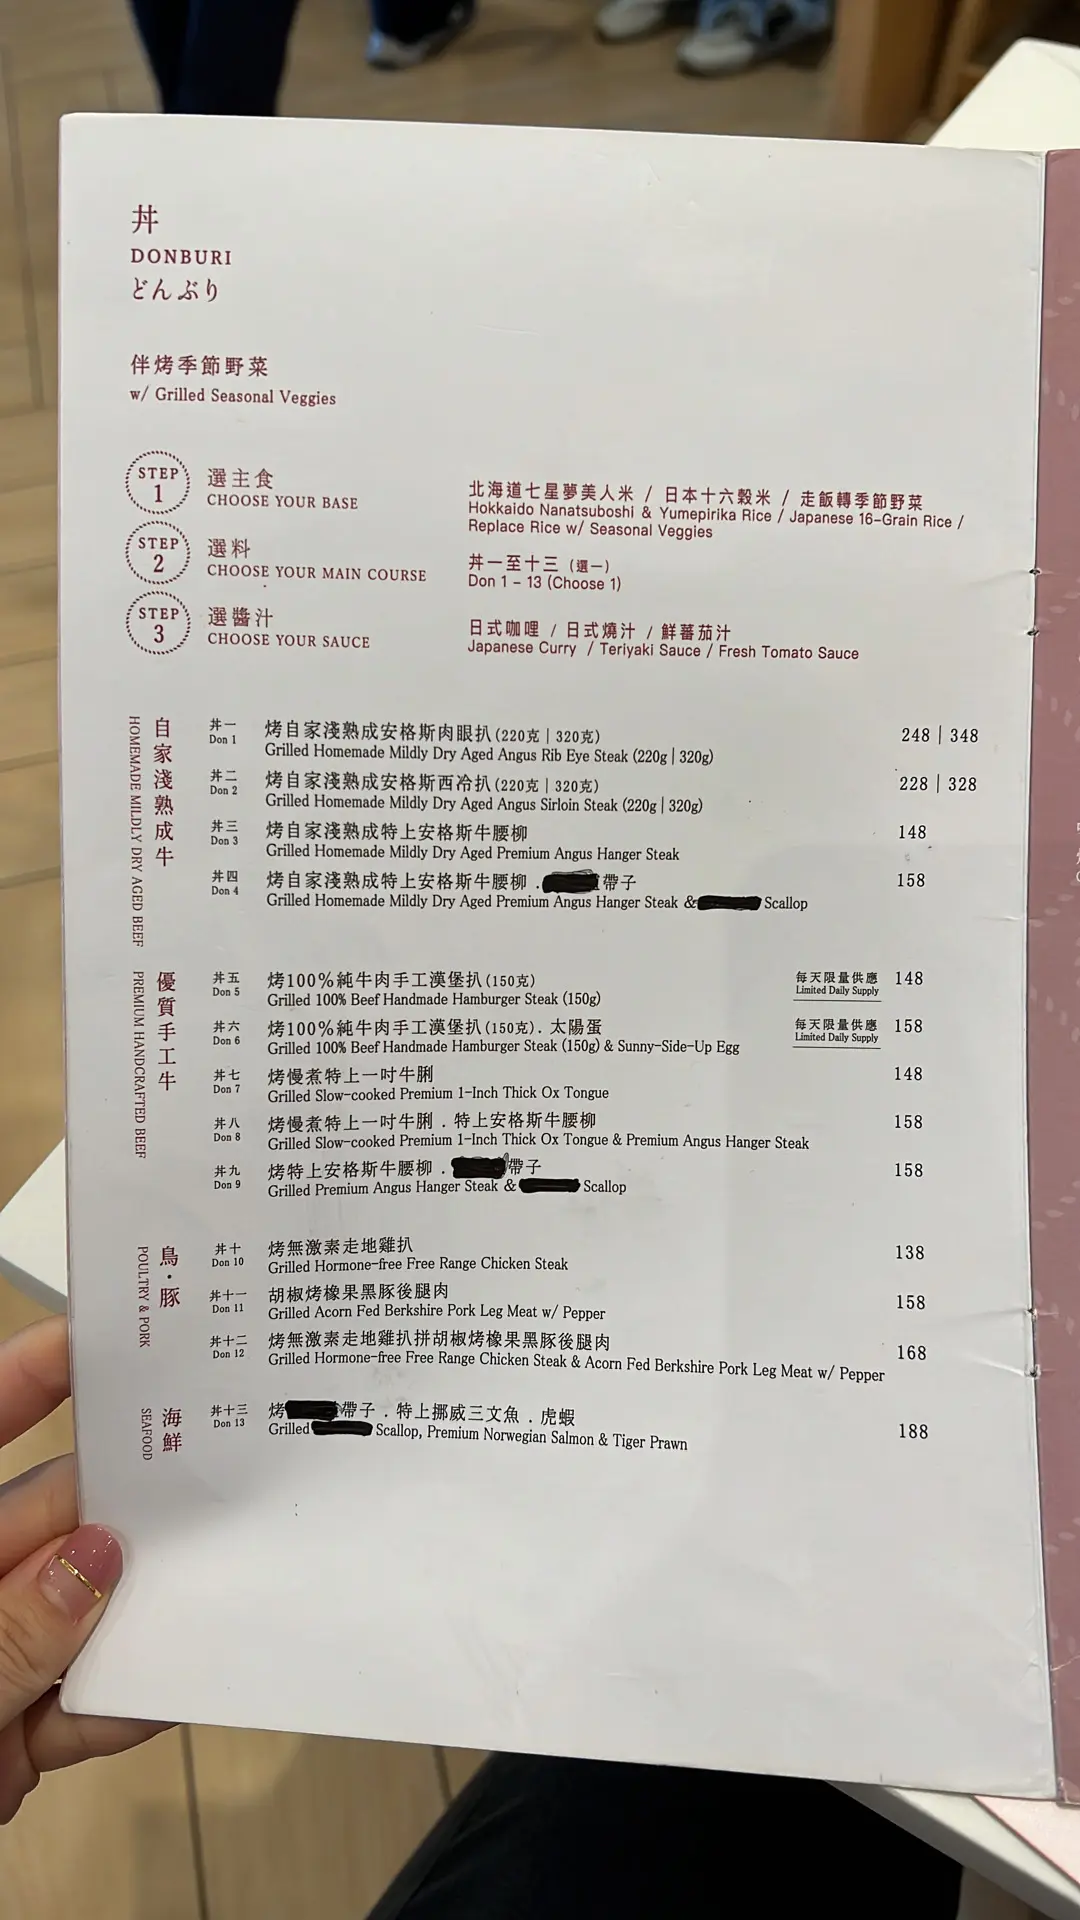 丼
DONBURI
どんぶり
伴烤季節野菜
w/ Grilled Seasonal Veggies
STEP 1
選主食
CHOOSE YOUR BASE
北海道七星夢美人米 / 日本十六穀米 / 走飯轉季節野菜
Hokkaido Nanatsuboshi & Yumepirika Rice / Japanese 16-Grain Rice /
Replace Rice w/ Seasonal Veggies
STEP 2
選料
CHOOSE YOUR MAIN COURSE
丼一至十三 (選一)
Don 1 - 13 (Choose 1)
STEP 3
選醬汁
CHOOSE YOUR SAUCE
日式咖哩 / 日式燒汁 / 鮮蕃茄汁
Japanese Curry / Teriyaki Sauce / Fresh Tomato Sauce
自家淺熟成牛
HOMEMADE MILDLY DRY AGED BEEF
丼一 烤自家淺熟成安格斯肉眼扒 (220克 | 320克) 248 | 348
Don 1 Grilled Homemade Mildly Dry Aged Angus Rib Eye Steak (220g | 320g)
丼二 烤自家淺熟成安格斯西冷扒 (220克 | 320克) 228 | 328
Don 2 Grilled Homemade Mildly Dry Aged Angus Sirloin Steak (220g | 320g)
丼三 烤自家淺熟成特上安格斯牛腰柳 148
Don 3 Grilled Homemade Mildly Dry Aged Premium Angus Hanger Steak
丼四 烤自家淺熟成特上安格斯牛腰柳 . 帶子 158
Don 4 Grilled Homemade Mildly Dry Aged Premium Angus Hanger Steak & Scallop
優質手工牛
PREMIUM HANDCRAFTED BEEF
丼五 烤100%純牛肉手工漢堡扒 (150克) 每天限量供應 148
Don 5 Grilled 100% Beef Handmade Hamburger Steak (150g) Limited Daily Supply
丼六 烤100%純牛肉手工漢堡扒 (150克) . 太陽蛋 每天限量供應 158
Don 6 Grilled 100% Beef Handmade Hamburger Steak (150g) & Sunny-Side-Up Egg Limited Daily Supply
丼七 烤慢煮特上一吋牛脷 148
Don 7 Grilled Slow-cooked Premium 1-Inch Thick Ox Tongue
丼八 烤慢煮特上一吋牛脷 . 特上安格斯牛腰柳 158
Don 8 Grilled Slow-cooked Premium 1-Inch Thick Ox Tongue & Premium Angus Hanger Steak
丼九 烤特上安格斯牛腰柳 . 帶子 158
Don 9 Grilled Premium Angus Hanger Steak & Scallop
鳥・豚
POULTRY & PORK
丼十 烤無激素走地雞扒 138
Don 10 Grilled Hormone-free Free Range Chicken Steak
丼十一 胡椒烤橡果黑豚後腿肉 158
Don 11 Grilled Acorn Fed Berkshire Pork Leg Meat w/ Pepper
丼十二 烤無激素走地雞扒拼胡椒烤橡果黑豚後腿肉 168
Don 12 Grilled Hormone-free Free Range Chicken Steak & Acorn Fed Berkshire Pork Leg Meat w/ Pepper
海鮮
SEAFOOD
丼十三 烤帶子 . 特上挪威三文魚 . 虎蝦 188
Don 13 Grilled Scallop, Premium Norwegian Salmon & Tiger Prawn